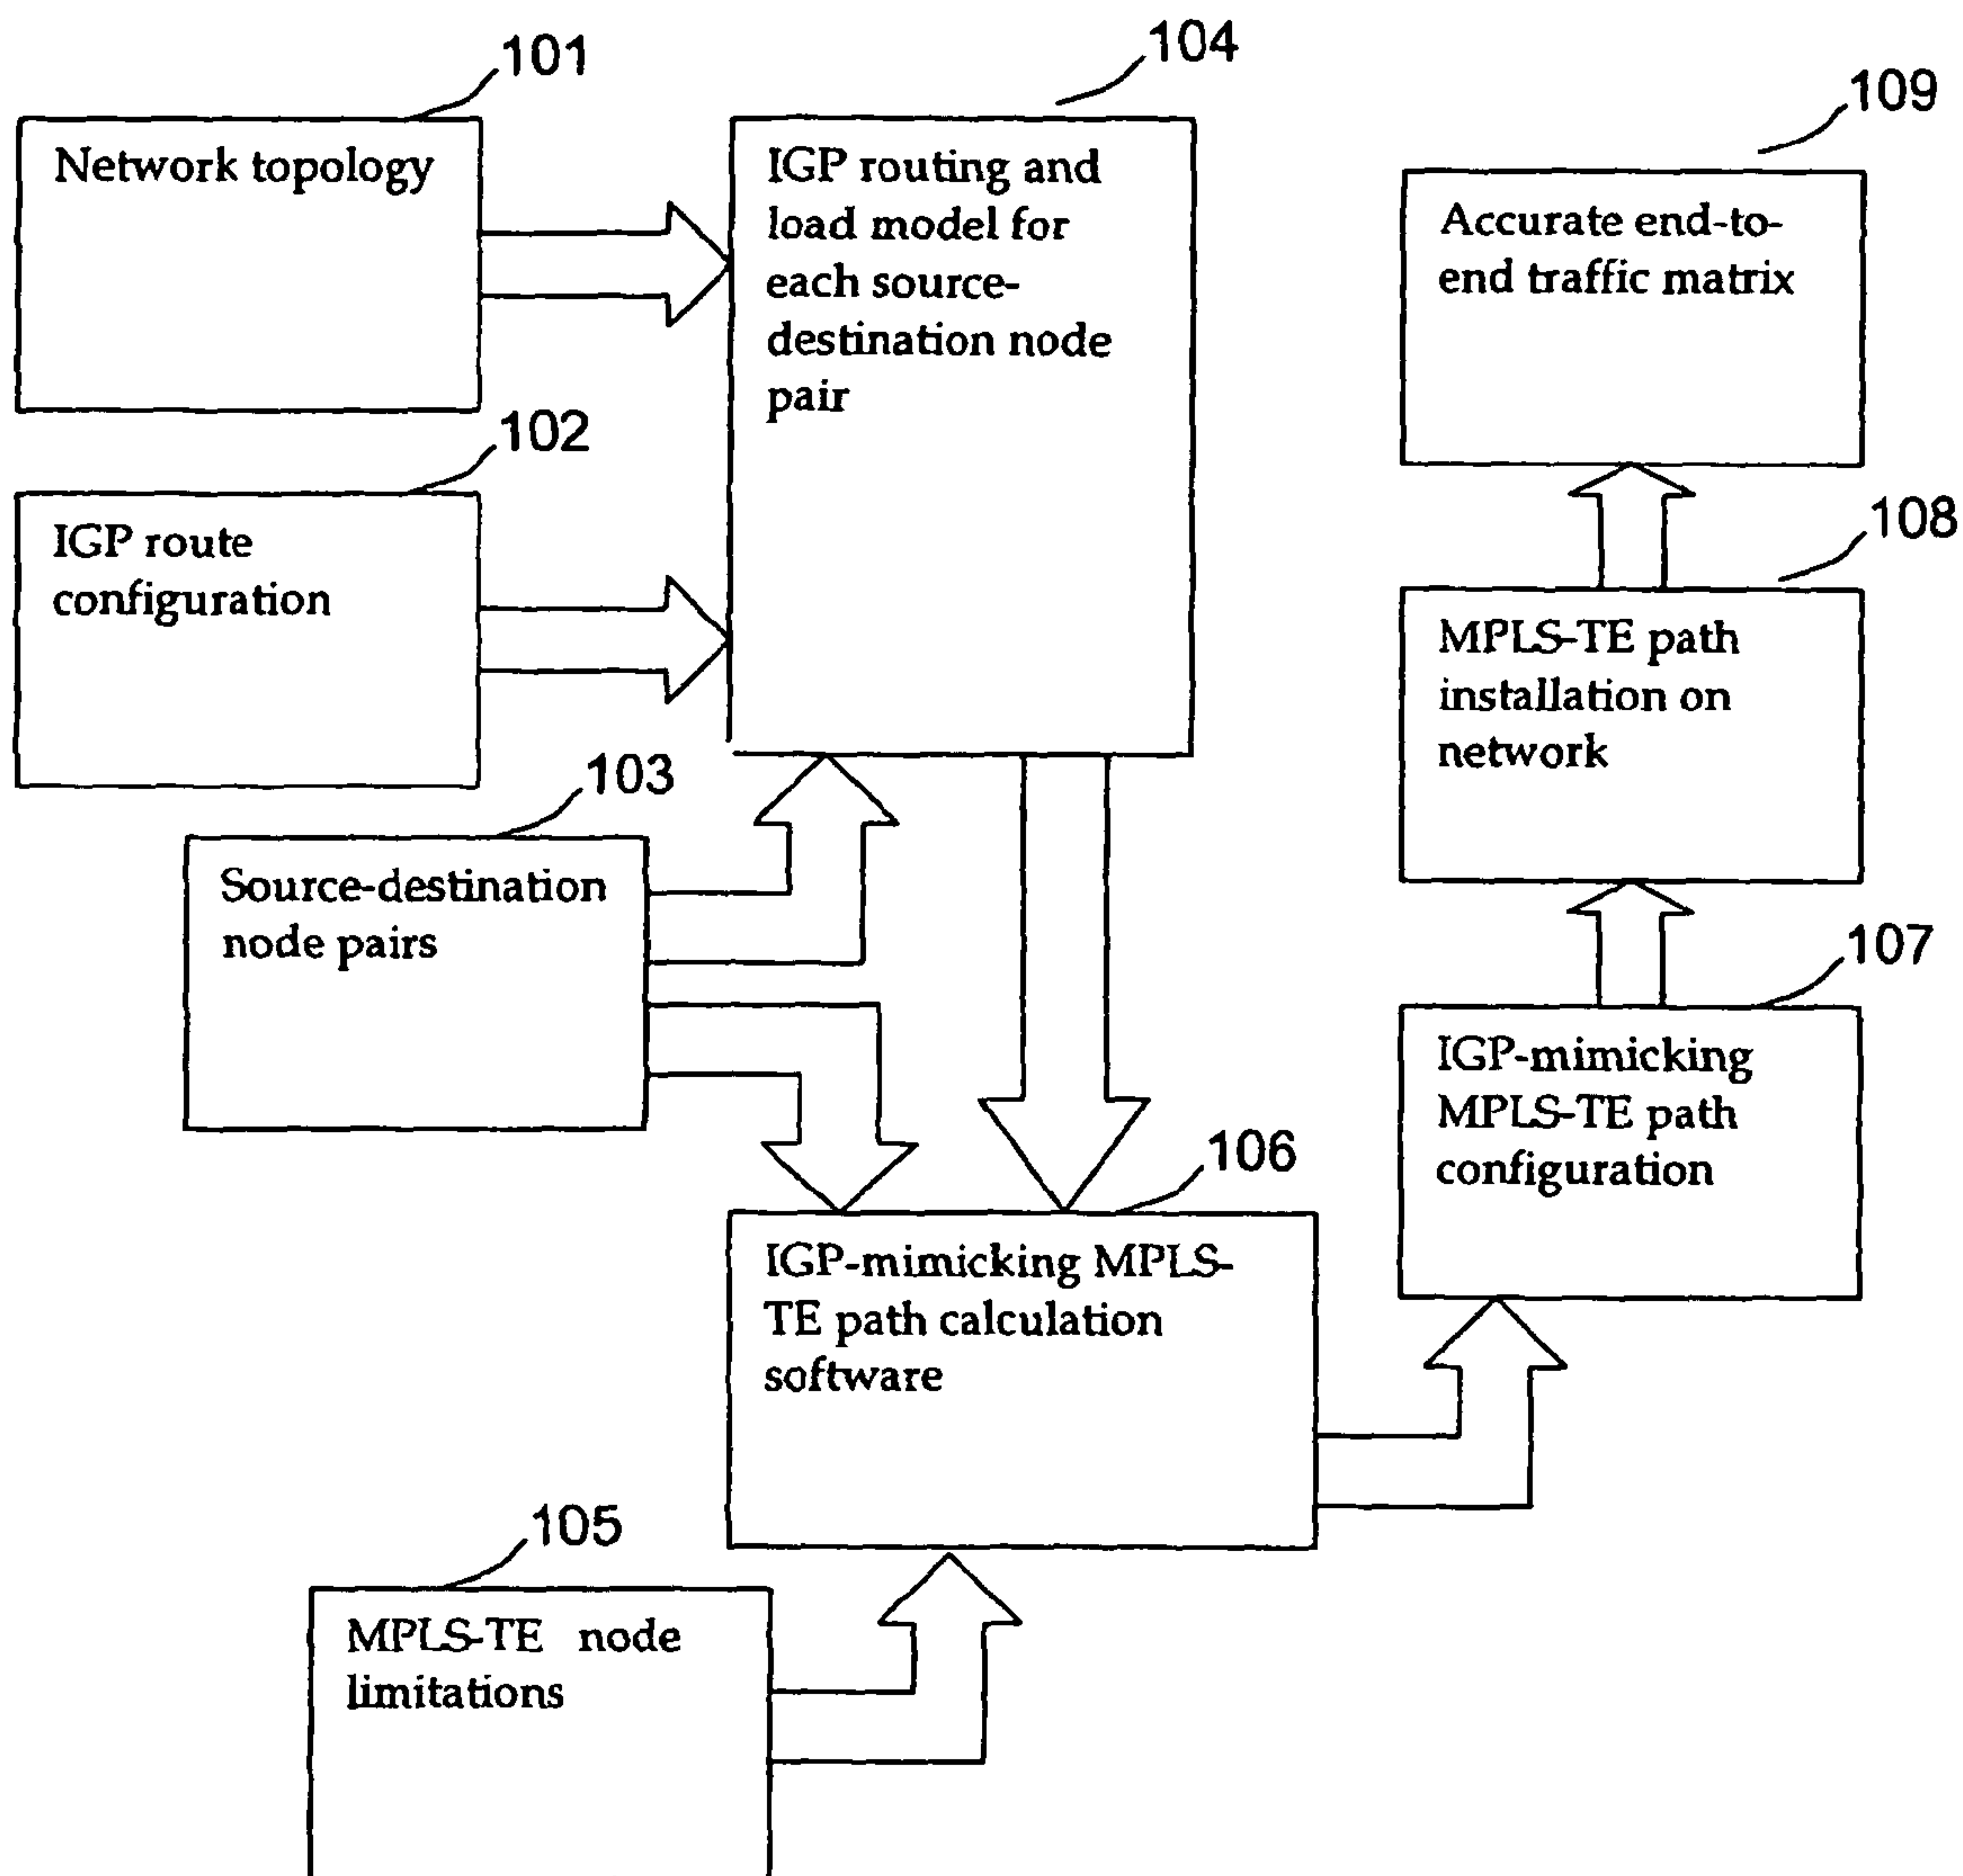 101
Network topology
102
IGP route
configuration
103
Source-destination
node pairs
104
IGP routing and
load model for
each source-
destination node
pair
105
MPLS-TE node
limitations
106
IGP-mimicking MPLS-
TE path calculation
software
107
IGP-mimicking
MPLS-TE path
configuration
108
MPLS-TE path
installation on
network
109
Accurate end-to-
end traffic matrix